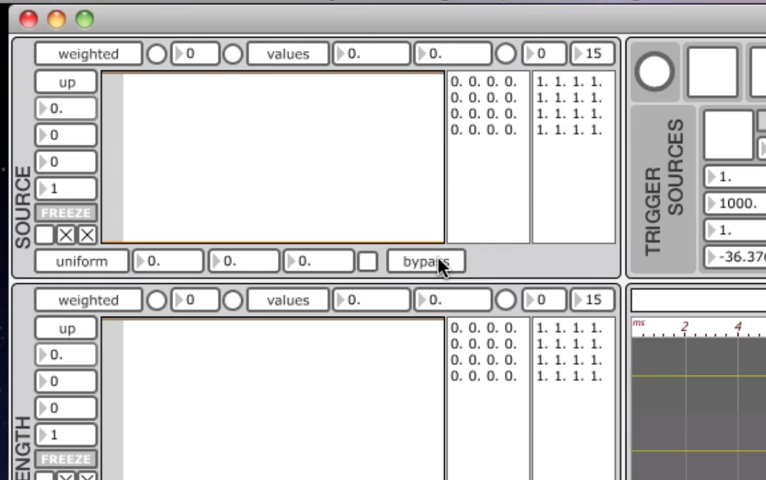 weighted 0 values 0. 0. 0 15
up
0. 0. 0. 0. 1. 1. 1. 1.
0. 0. 0. 0. 1. 1. 1. 1.
0. 0. 0. 0. 1. 1. 1. 1.
0. 0. 0. 0. 1. 1. 1. 1.
0.
0
0
1
FREEZE
SOURCE
uniform 0. 0. 0. bypass
TRIGGER
SOURCES
1.
1000.
1.
weighted 0 values 0. 0. 0 15
up
0. 0. 0. 0. 1. 1. 1. 1.
0. 0. 0. 0. 1. 1. 1. 1.
0. 0. 0. 0. 1. 1. 1. 1.
0. 0. 0. 0. 1. 1. 1. 1.
0.
0
0
1
FREEZE
ENGTH
ms 2 4